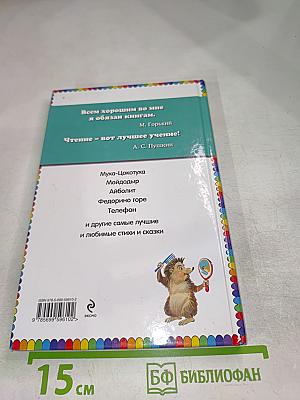 Всем хорошим во мне
я обязан книгам.
М. Горький
Чтение – вот лучшее учение!
А. С. Пушкин
Муха-Цокотуха
Мойдодыр
Айболит
Федорино горе
Телефон
и другие самые лучшие
и любимые стихи и сказки
ЭКСМО
15 см
БФ БИБЛИОФАН